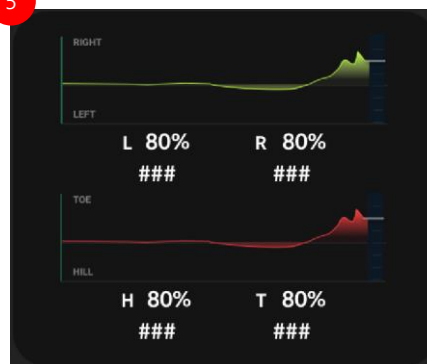 5
RIGHT
LEFT
L 80% R 80%
### ###
TOE
HILL
H 80% T 80%
### ###